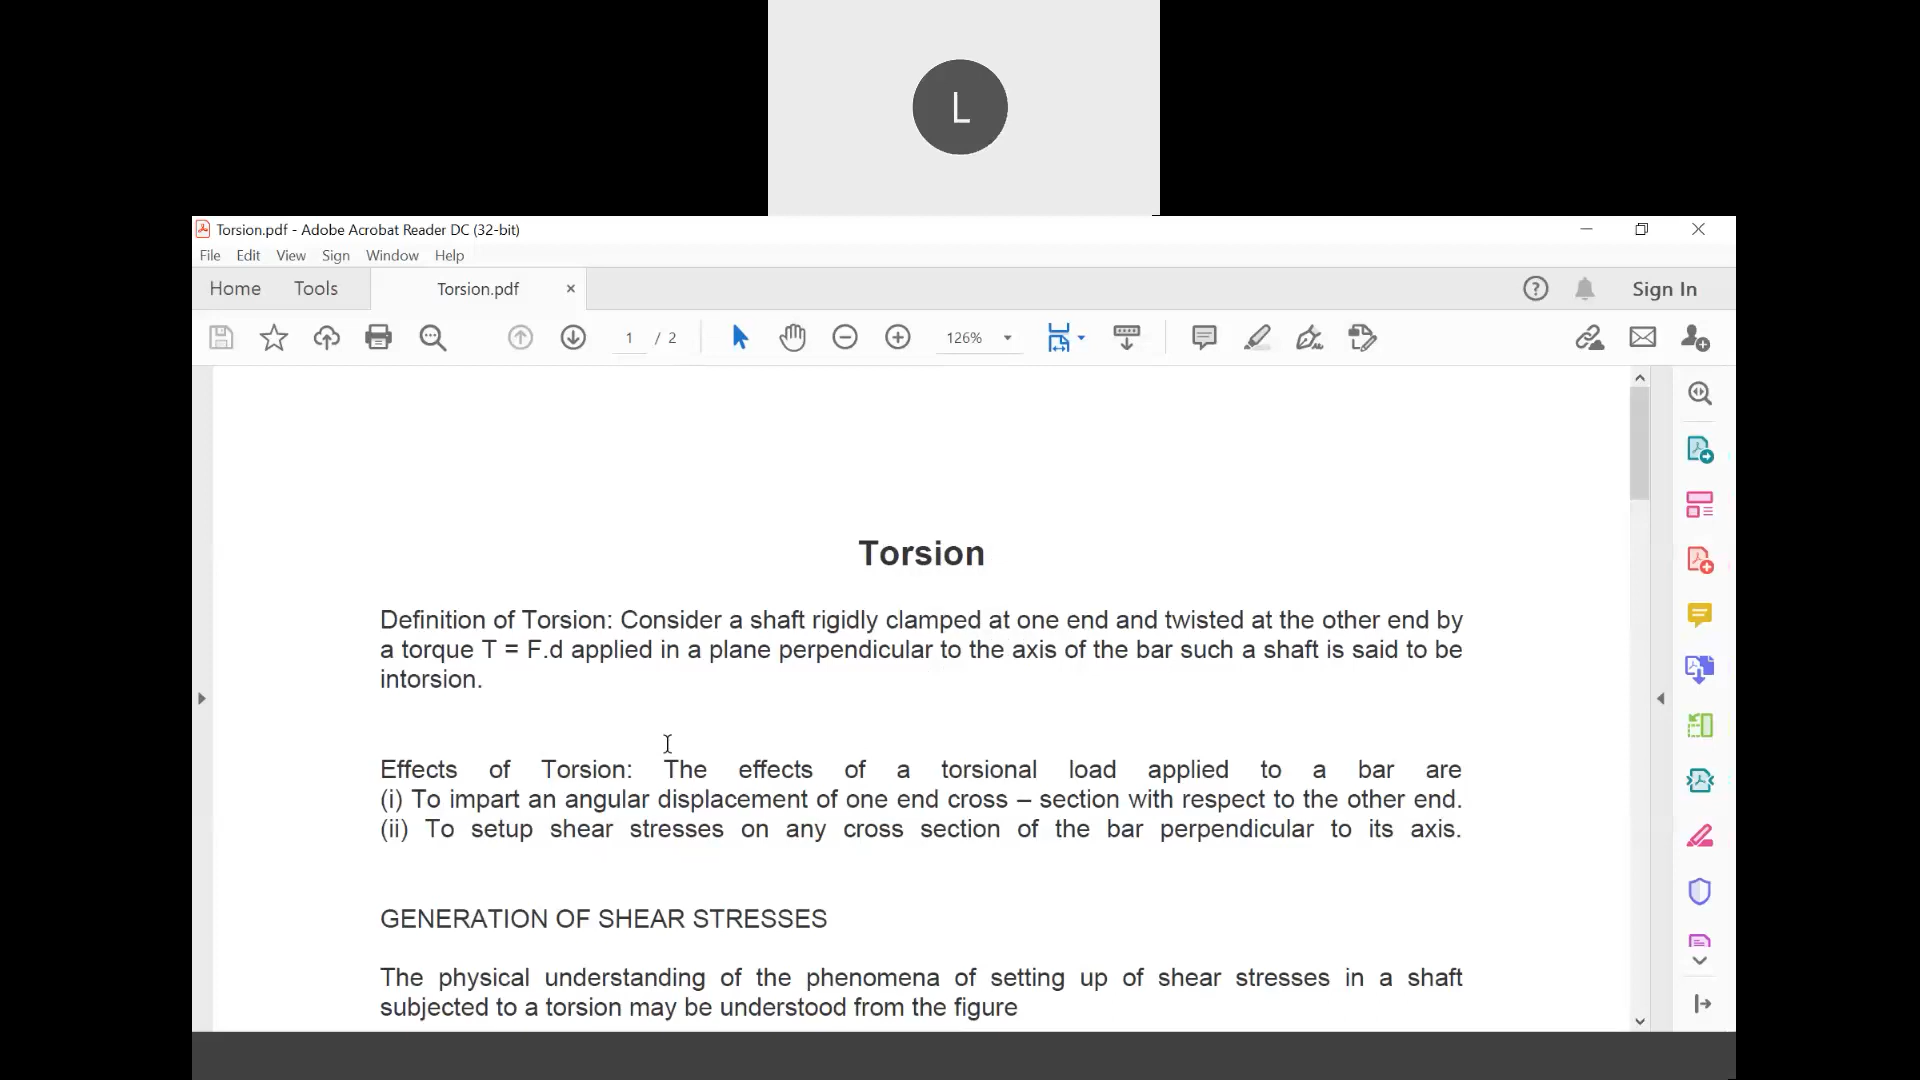 L
Torsion.pdf - Adobe Acrobat Reader DC (32-bit)
File Edit View Sign Window Help
Home Tools Torsion.pdf × Sign In
1 / 2 126%
Torsion
Definition of Torsion: Consider a shaft rigidly clamped at one end and twisted at the other end by
a torque T = F.d applied in a plane perpendicular to the axis of the bar such a shaft is said to be
intorsion.
Effects of Torsion: The effects of a torsional load applied to a bar are
(i) To impart an angular displacement of one end cross – section with respect to the other end.
(ii) To setup shear stresses on any cross section of the bar perpendicular to its axis.
GENERATION OF SHEAR STRESSES
The physical understanding of the phenomena of setting up of shear stresses in a shaft
subjected to a torsion may be understood from the figure